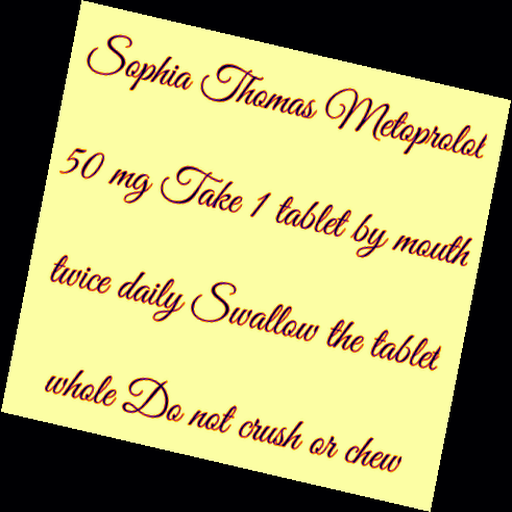 Sophia Thomas Metoprolol
50 mg Take 1 tablet by mouth
twice daily Swallow the tablet
whole Do not crush or chew